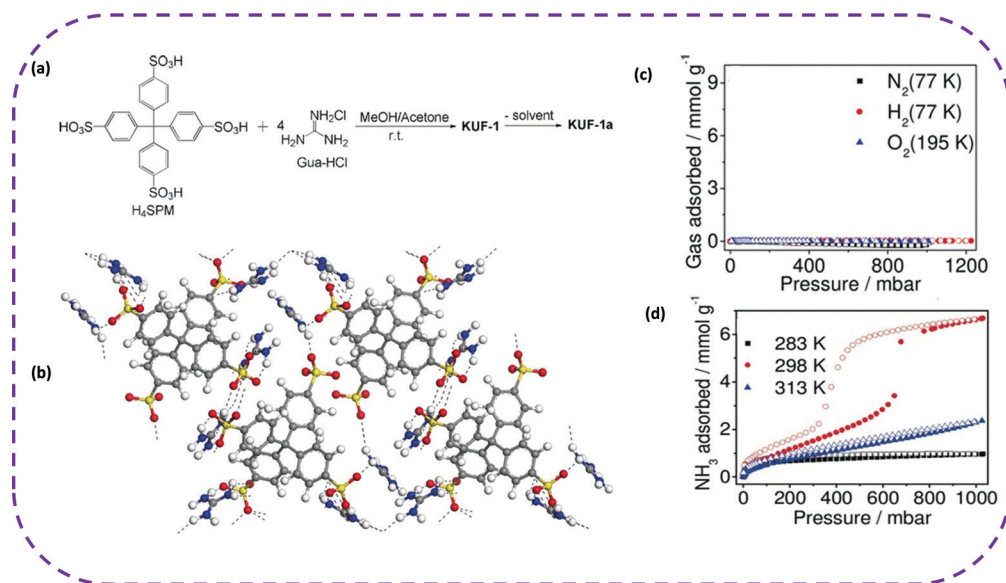 (a)
SO₃H
HO₃S
SO₃H
SO₃H
H₄SPM
+ 4
NH₂Cl
H₂N NH₂
Gua-HCl
MeOH/Acetone
r.t.
KUF-1
- solvent
KUF-1a
(b)
(c)
Gas adsorbed / mmol g⁻¹
9
6
3
0
N₂(77 K)
H₂(77 K)
O₂(195 K)
0 400 800 1200
Pressure / mbar
(d)
NH₃ adsorbed / mmol g⁻¹
6
4
2
0
283 K
298 K
313 K
0 200 400 600 800 1000
Pressure / mbar